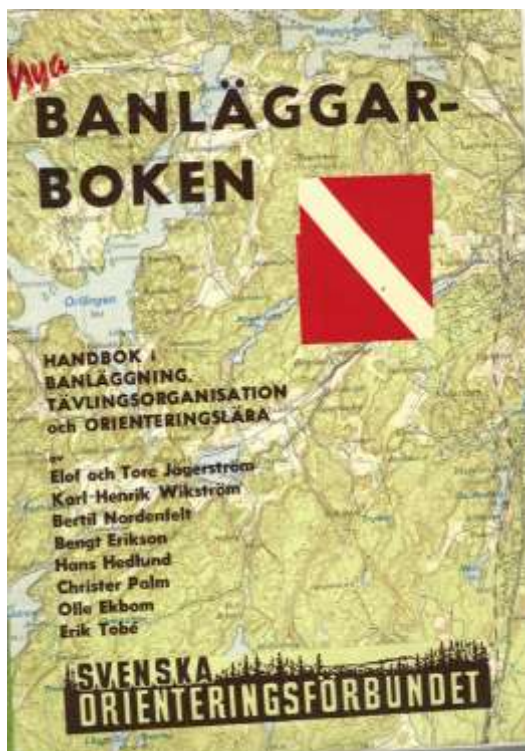 Nya
BANLÄGGAR-
BOKEN
Orlången
HANDBOK i
BANLÄGGNING,
TÄVLINGSORGANISATION
och ORIENTERINGSLÄRA
av
Elof och Tore Jägerström
Karl Henrik Wikström
Bertil Nordenfelt
Bengt Erikson
Hans Hedlund
Christer Palm
Olle Ekbom
Erik Tobé
SVENSKA
ORIENTERINGSFÖRBUNDET